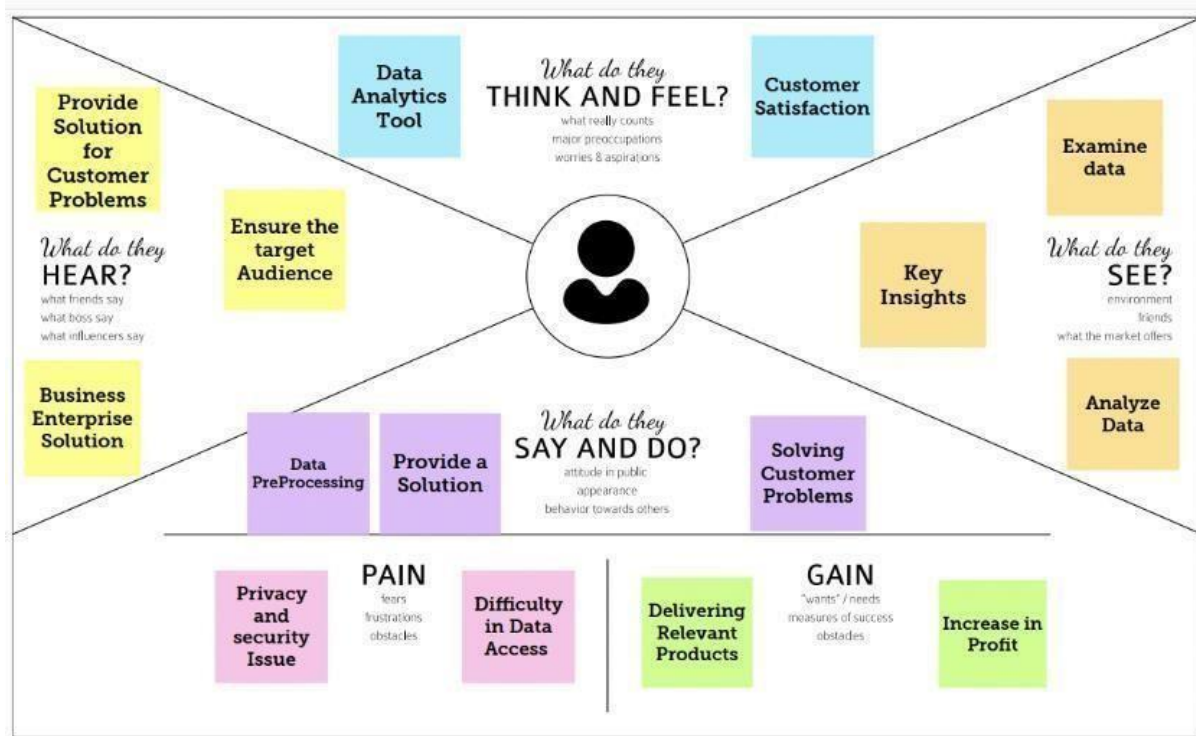 What do they
THINK AND FEEL?
what really counts
major preoccupations
worries & aspirations
Data
Analytics
Tool
Customer
Satisfaction
What do they
HEAR?
what friends say
what boss say
what influencers say
Provide
Solution
for
Customer
Problems
Ensure the
target
Audience
Business
Enterprise
Solution
What do they
SEE?
environment
friends
what the market offers
Examine
data
Key
Insights
Analyze
Data
What do they
SAY AND DO?
attitude in public
appearance
behavior towards others
Data
PreProcessing
Provide a
Solution
Solving
Customer
Problems
PAIN
fears
frustrations
obstacles
Privacy
and
security
Issue
Difficulty
in Data
Access
GAIN
"wants" / needs
measures of success
obstacles
Delivering
Relevant
Products
Increase in
Profit